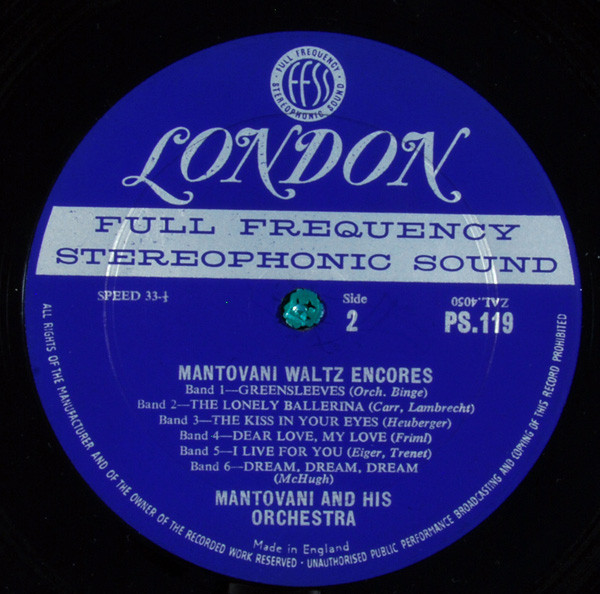 FULL FREQUENCY
ffss
STEREOPHONIC SOUND
LONDON
FULL FREQUENCY
STEREOPHONIC SOUND
SPEED 33-⅓
Side
2
ZAL..4050
PS.119
MANTOVANI WALTZ ENCORES
Band 1—GREENSLEEVES (Orch. Binge)
Band 2—THE LONELY BALLERINA (Carr, Lambrecht)
Band 3—THE KISS IN YOUR EYES (Heuberger)
Band 4—DEAR LOVE, MY LOVE (Friml)
Band 5—I LIVE FOR YOU (Eiger, Trenet)
Band 6—DREAM, DREAM, DREAM
(McHugh)
MANTOVANI AND HIS
ORCHESTRA
Made in England
ALL RIGHTS OF THE MANUFACTURER AND OF THE OWNER OF THE RECORDED WORK RESERVED · UNAUTHORISED PUBLIC PERFORMANCE BROADCASTING AND COPYING OF THIS RECORD PROHIBITED